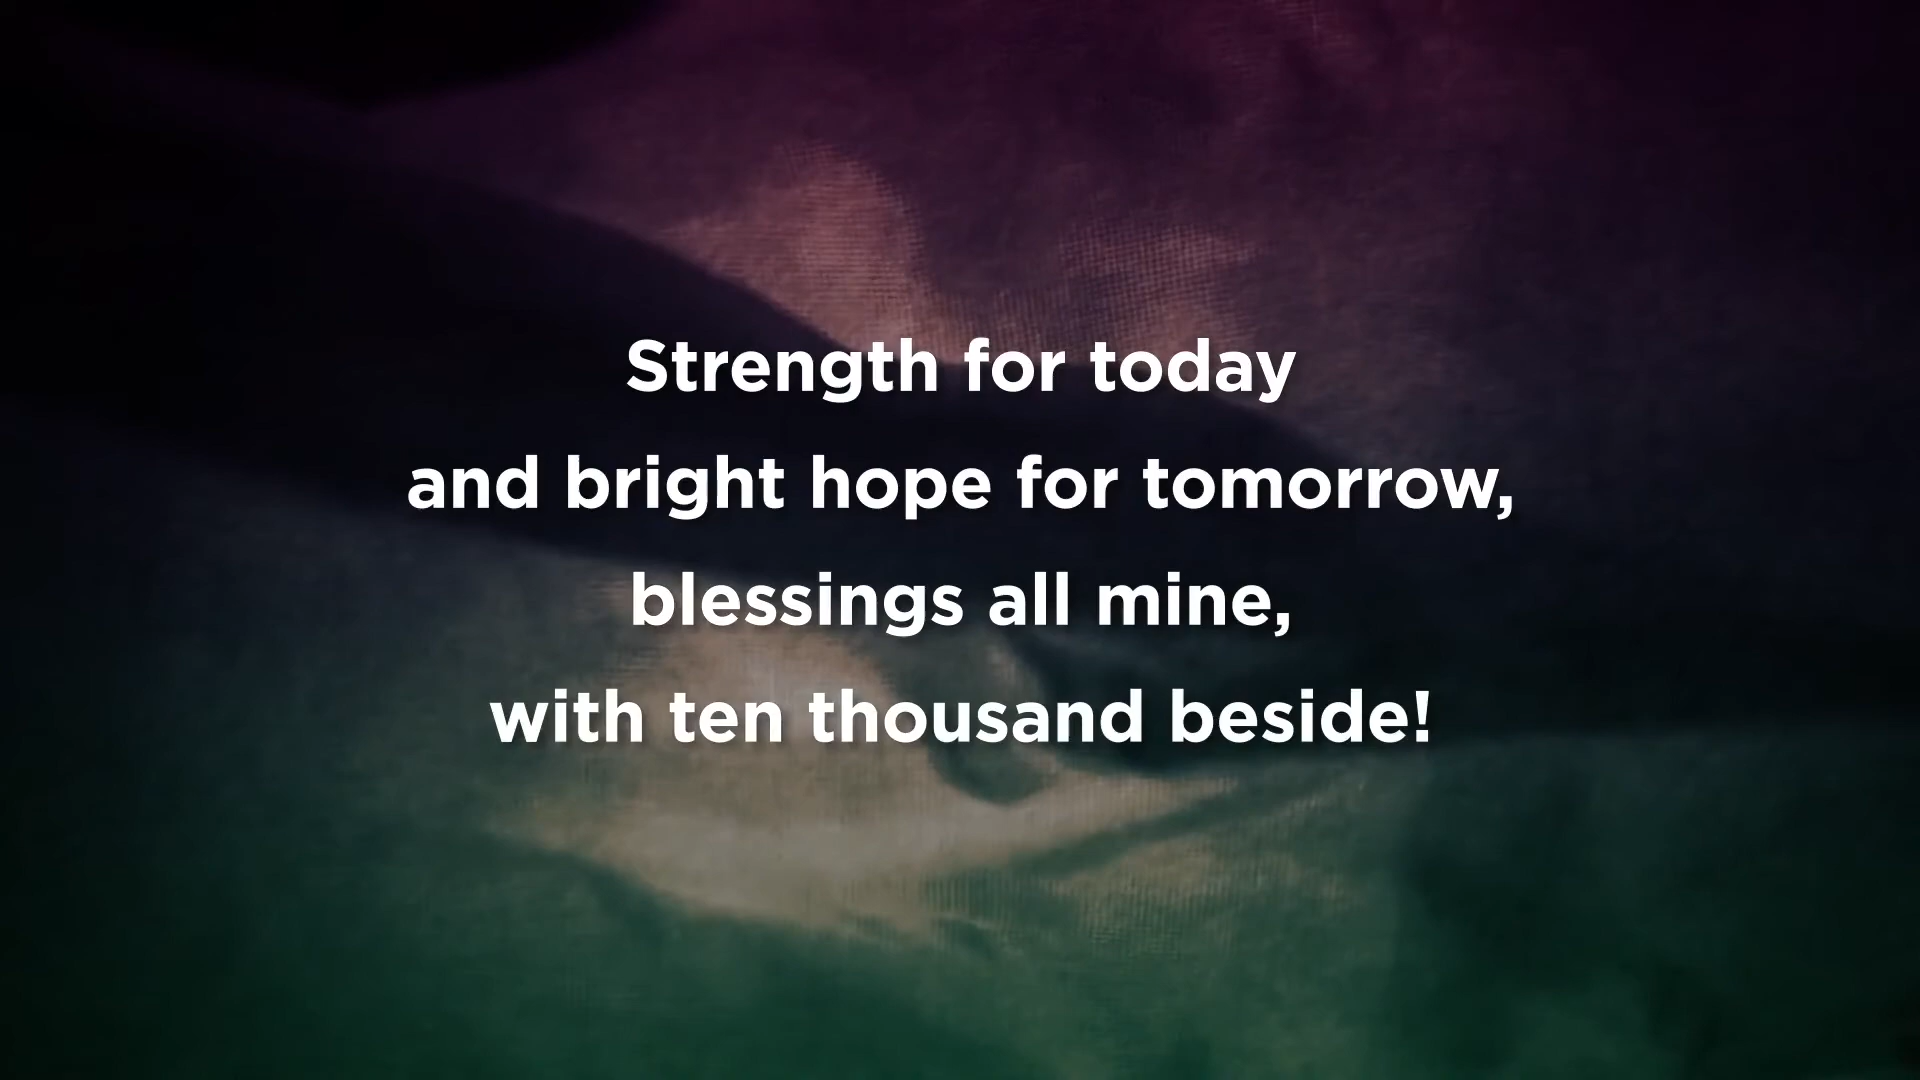 Strength for today
and bright hope for tomorrow,
blessings all mine,
with ten thousand beside!